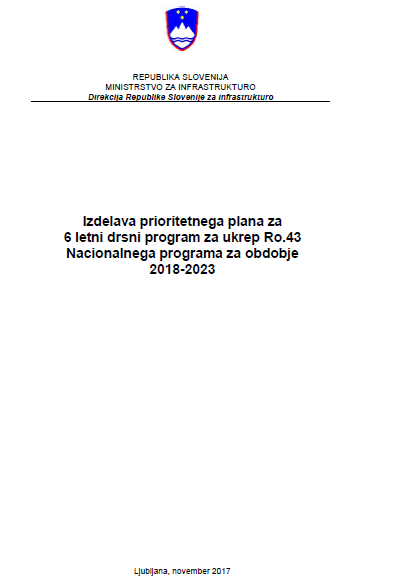 REPUBLIKA SLOVENIJA
MINISTRSTVO ZA INFRASTRUKTURO
Direkcija Republike Slovenije za infrastrukturo
Izdelava prioritetnega plana za
6 letni drsni program za ukrep Ro.43
Nacionalnega programa za obdobje
2018-2023
Ljubljana, november 2017